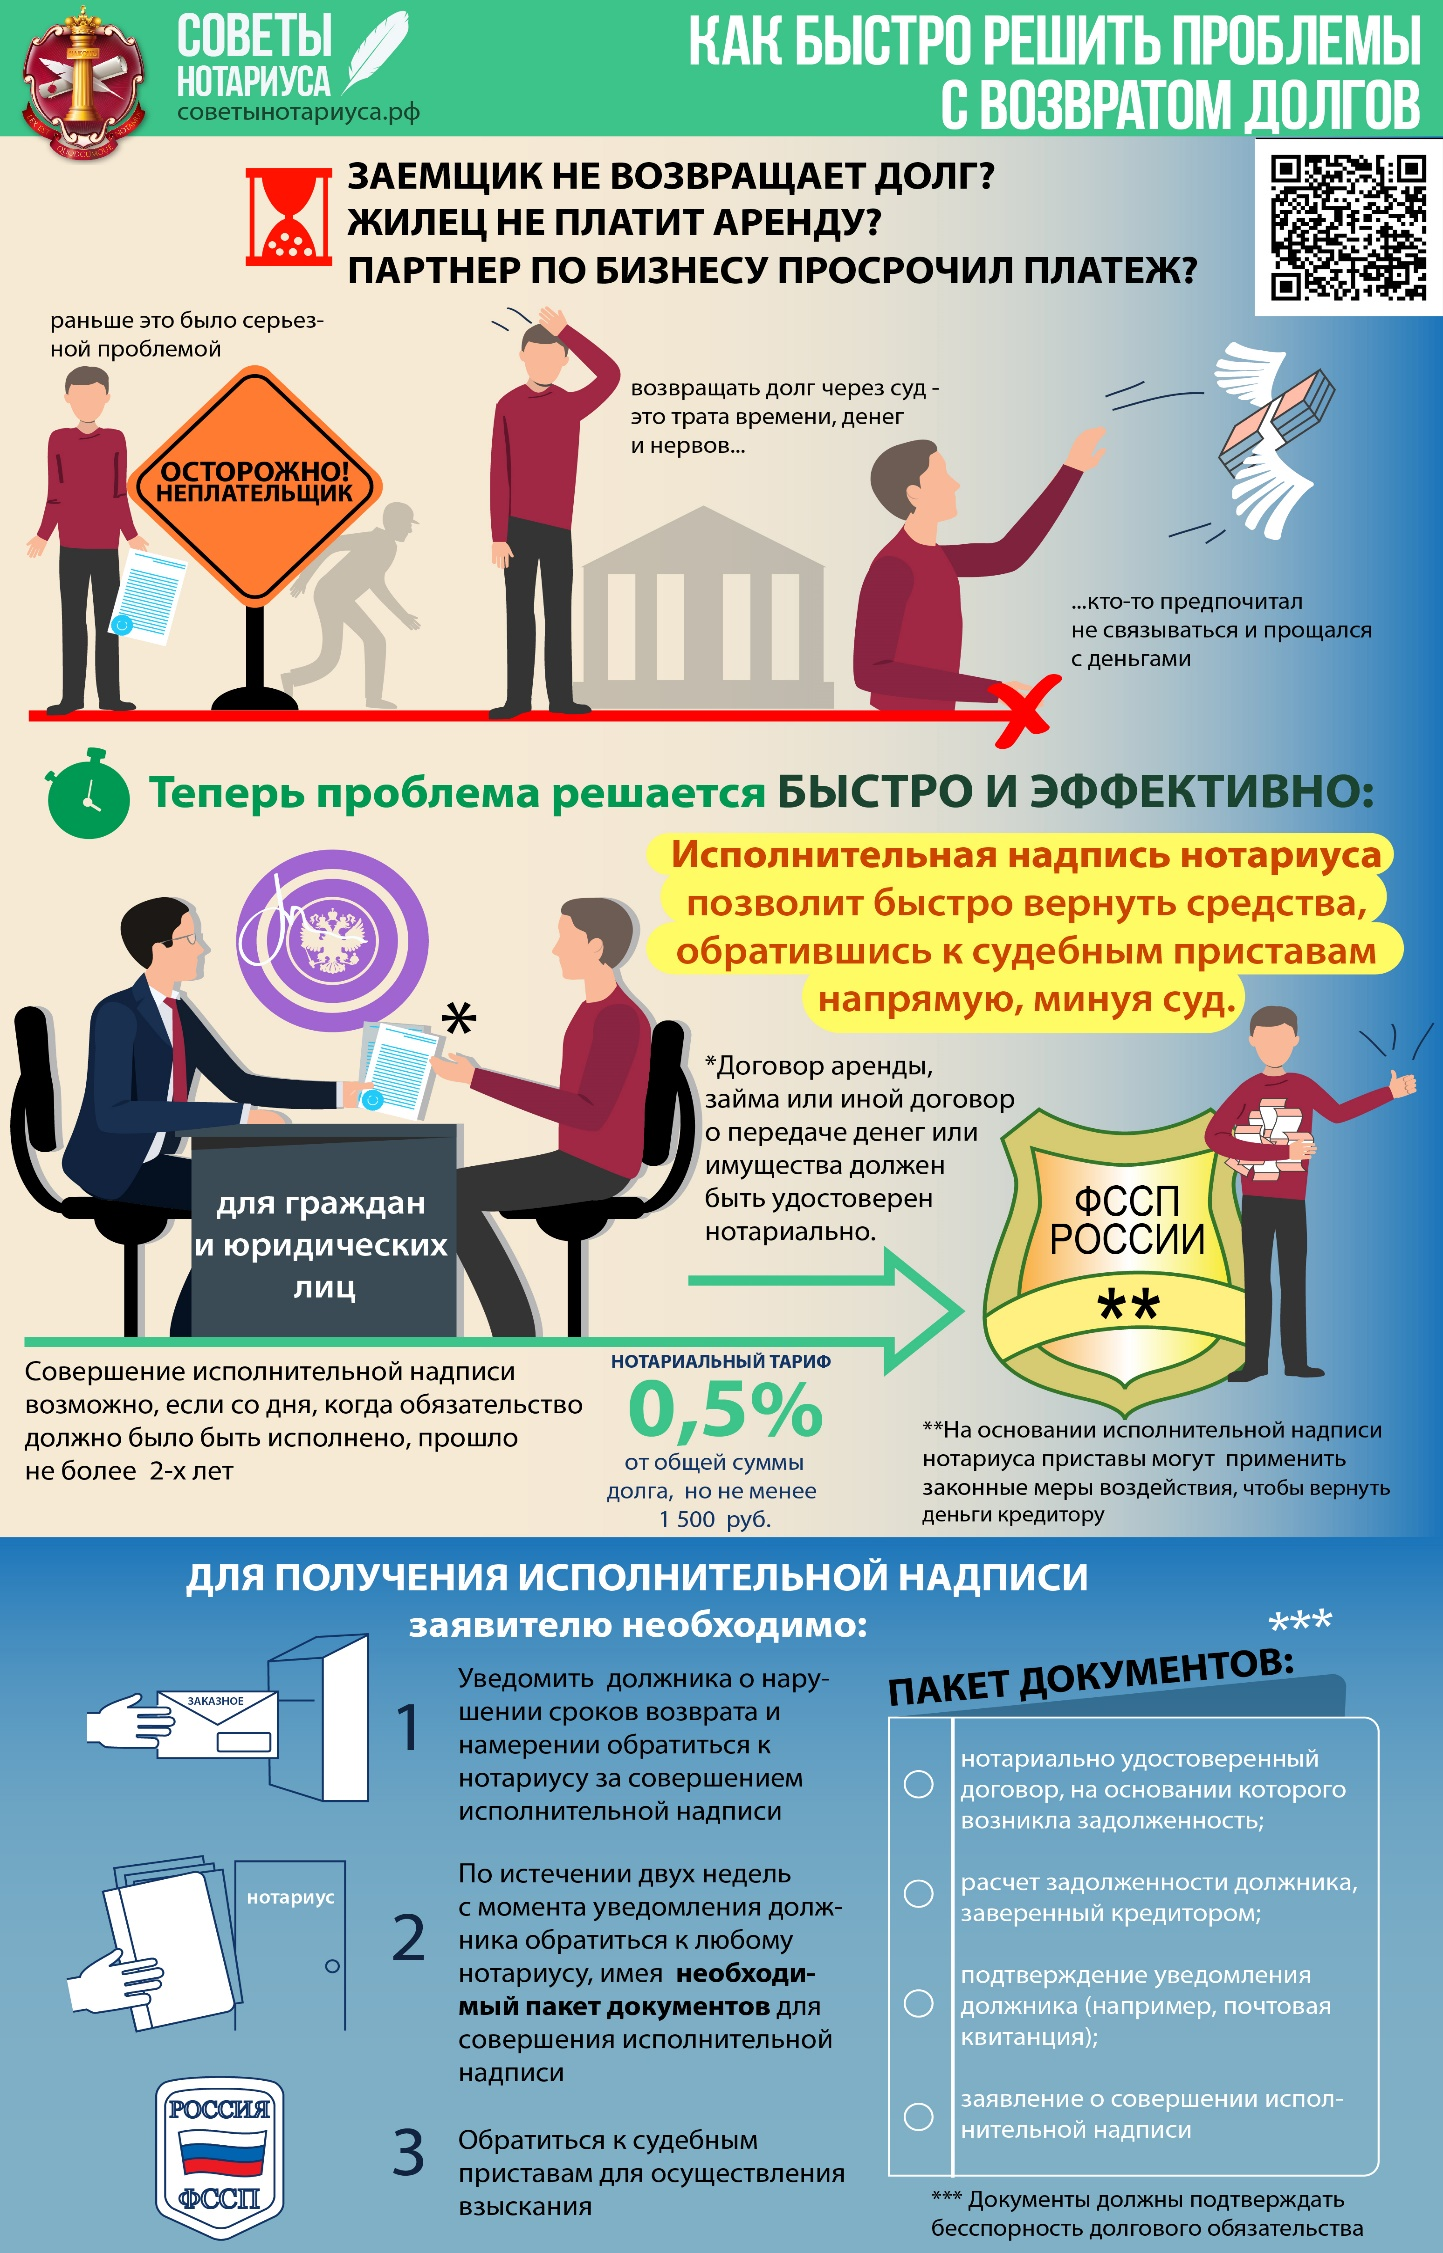 СОВЕТЫ
НОТАРИУСА
советынотариуса.рф
КАК БЫСТРО РЕШИТЬ ПРОБЛЕМЫ
С ВОЗВРАТОМ ДОЛГОВ
ЗАЕМЩИК НЕ ВОЗВРАЩАЕТ ДОЛГ?
ЖИЛЕЦ НЕ ПЛАТИТ АРЕНДУ?
ПАРТНЕР ПО БИЗНЕСУ ПРОСРОЧИЛ ПЛАТЕЖ?
раньше это было серьез-
ной проблемой
ОСТОРОЖНО!
НЕПЛАТЕЛЬЩИК
возвращать долг через суд -
это трата времени, денег
и нервов...
...кто-то предпочитал
не связываться и прощался
с деньгами
Теперь проблема решается БЫСТРО И ЭФФЕКТИВНО:
Исполнительная надпись нотариуса
позволит быстро вернуть средства,
обратившись к судебным приставам
напрямую, минуя суд.
*
*Договор аренды,
займа или иной договор
о передаче денег или
имущества должен
быть удостоверен
нотариально.
для граждан
и юридических
лиц
ФССП
РОССИИ
**
Совершение исполнительной надписи
возможно, если со дня, когда обязательство
должно было быть исполнено, прошло
не более 2-х лет
НОТАРИАЛЬНЫЙ ТАРИФ
0,5%
от общей суммы
долга, но не менее
1 500 руб.
**На основании исполнительной надписи
нотариуса приставы могут применить
законные меры воздействия, чтобы вернуть
деньги кредитору
ДЛЯ ПОЛУЧЕНИЯ ИСПОЛНИТЕЛЬНОЙ НАДПИСИ
заявителю необходимо:
ЗАКАЗНОЕ
1
Уведомить должника о нару-
шении сроков возврата и
намерении обратиться к
нотариусу за совершением
исполнительной надписи
нотариус
2
По истечении двух недель
с момента уведомления долж-
ника обратиться к любому
нотариусу, имея необходи-
мый пакет документов для
совершения исполнительной
надписи
РОССИЯ
ФССП
3
Обратиться к судебным
приставам для осуществления
взыскания
***
ПАКЕТ ДОКУМЕНТОВ:
нотариально удостоверенный
договор, на основании которого
возникла задолженность;
расчет задолженности должника,
заверенный кредитором;
подтверждение уведомления
должника (например, почтовая
квитанция);
заявление о совершении испол-
нительной надписи
*** Документы должны подтверждать
бесспорность долгового обязательства